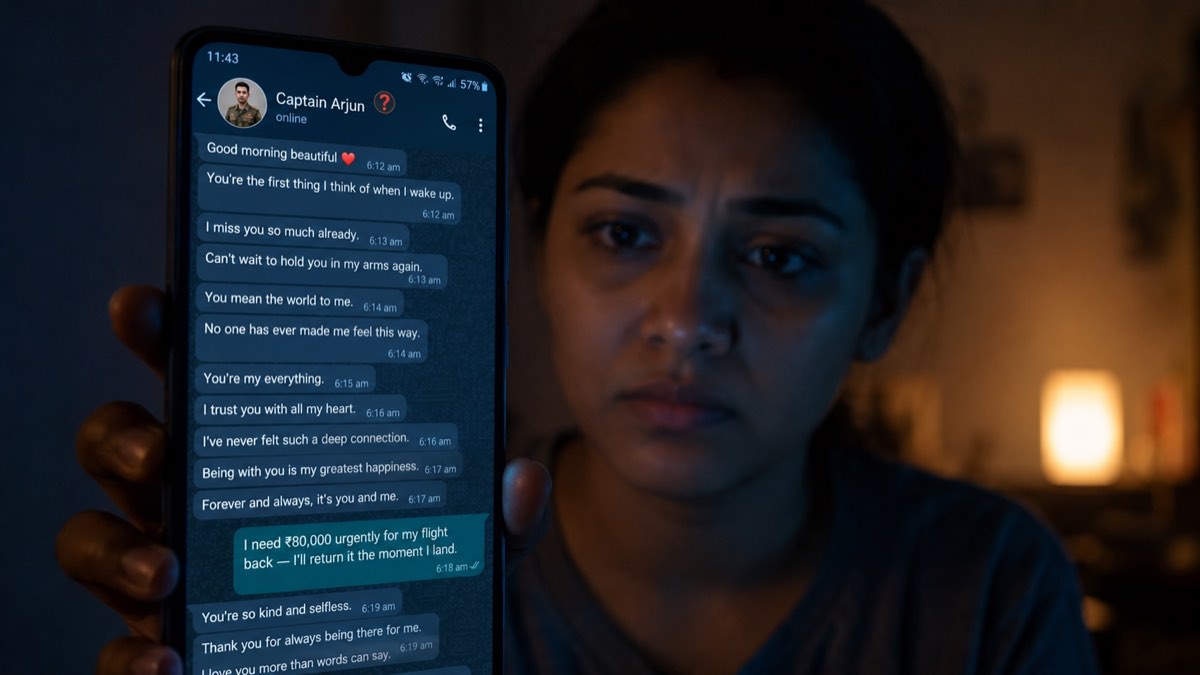 11:43
57%
Captain Arjun ❓
online
Good morning beautiful ❤️
6:12 am
You're the first thing I think of when I wake up.
6:12 am
I miss you so much already.
6:13 am
Can't wait to hold you in my arms again.
6:13 am
You mean the world to me.
6:14 am
No one has ever made me feel this way.
6:14 am
You're my everything.
6:15 am
I trust you with all my heart.
6:16 am
I've never felt such a deep connection.
6:16 am
Being with you is my greatest happiness.
6:17 am
Forever and always, it's you and me.
6:17 am
I need ₹80,000 urgently for my flight
back — I'll return it the moment I land.
6:18 am
You're so kind and selfless.
6:19 am
Thank you for always being there for me.
6:19 am
I love you more than words can say.